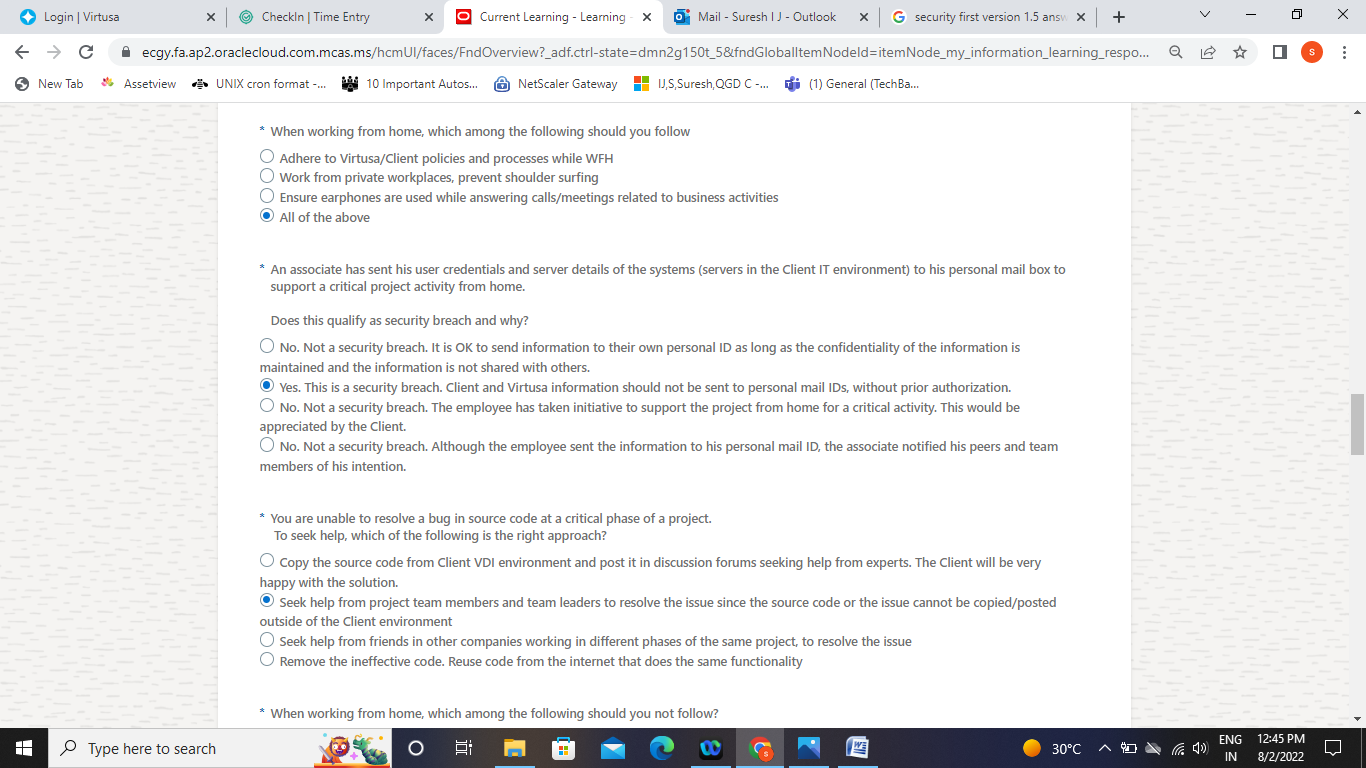 Login | Virtusa
CheckIn | Time Entry
Current Learning - Learning
Mail - Suresh I J - Outlook
security first version 1.5 answ
ecgy.fa.ap2.oraclecloud.com.mcas.ms/hcmUI/faces/FndOverview?_adf.ctrl-state=dmn2g150t_5&fndGlobalItemNodeId=itemNode_my_information_learning_respo...
S
New Tab
Assetview
UNIX cron format -...
10 Important Autos...
NetScaler Gateway
IJ,S,Suresh,QGD C -...
(1) General (TechBa...
* When working from home, which among the following should you follow
Adhere to Virtusa/Client policies and processes while WFH
Work from private workplaces, prevent shoulder surfing
Ensure earphones are used while answering calls/meetings related to business activities
All of the above
* An associate has sent his user credentials and server details of the systems (servers in the Client IT environment) to his personal mail box to
support a critical project activity from home.
Does this qualify as security breach and why?
No. Not a security breach. It is OK to send information to their own personal ID as long as the confidentiality of the information is
maintained and the information is not shared with others.
Yes. This is a security breach. Client and Virtusa information should not be sent to personal mail IDs, without prior authorization.
No. Not a security breach. The employee has taken initiative to support the project from home for a critical activity. This would be
appreciated by the Client.
No. Not a security breach. Although the employee sent the information to his personal mail ID, the associate notified his peers and team
members of his intention.
* You are unable to resolve a bug in source code at a critical phase of a project.
To seek help, which of the following is the right approach?
Copy the source code from Client VDI environment and post it in discussion forums seeking help from experts. The Client will be very
happy with the solution.
Seek help from project team members and team leaders to resolve the issue since the source code or the issue cannot be copied/posted
outside of the Client environment
Seek help from friends in other companies working in different phases of the same project, to resolve the issue
Remove the ineffective code. Reuse code from the internet that does the same functionality
* When working from home, which among the following should you not follow?
Type here to search
30°C
ENG
IN
12:45 PM
8/2/2022